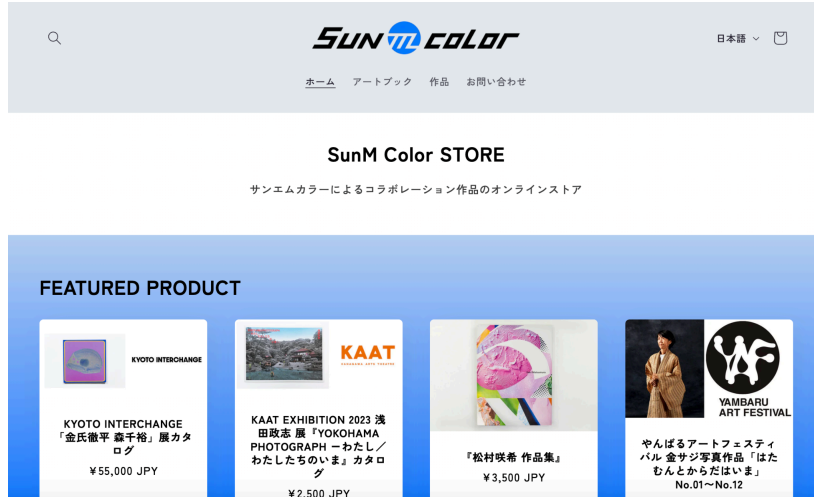 Sun m color
日本語
ホーム アートブック 作品 お問い合わせ
SunM Color STORE
サンエムカラーによるコラボレーション作品のオンラインストア
FEATURED PRODUCT
KYOTO INTERCHANGE
KYOTO INTERCHANGE
「金氏徹平 森千裕」展カタ
ログ
¥55,000 JPY
KAAT
KANAGAWA ARTS THEATRE
KAAT EXHIBITION 2023 浅
田政志 展『YOKOHAMA
PHOTOGRAPH ーわたし／
わたしたちのいま』カタロ
グ
¥2,500 JPY
『松村咲希 作品集』
¥3,500 JPY
YAF
YAMBARU
ART FESTIVAL
やんばるアートフェスティ
バル 金サジ写真作品「はた
むんとからだはいま」
No.01〜No.12